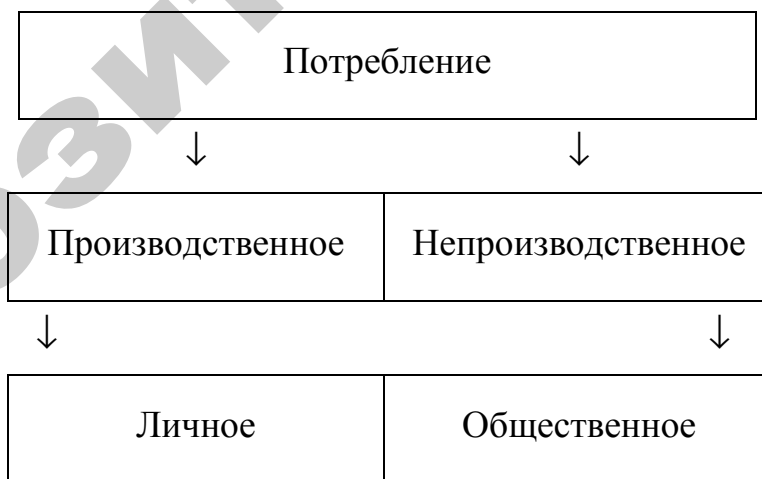 Потребление
↓ ↓
Производственное Непроизводственное
↓ ↓
Личное Общественное